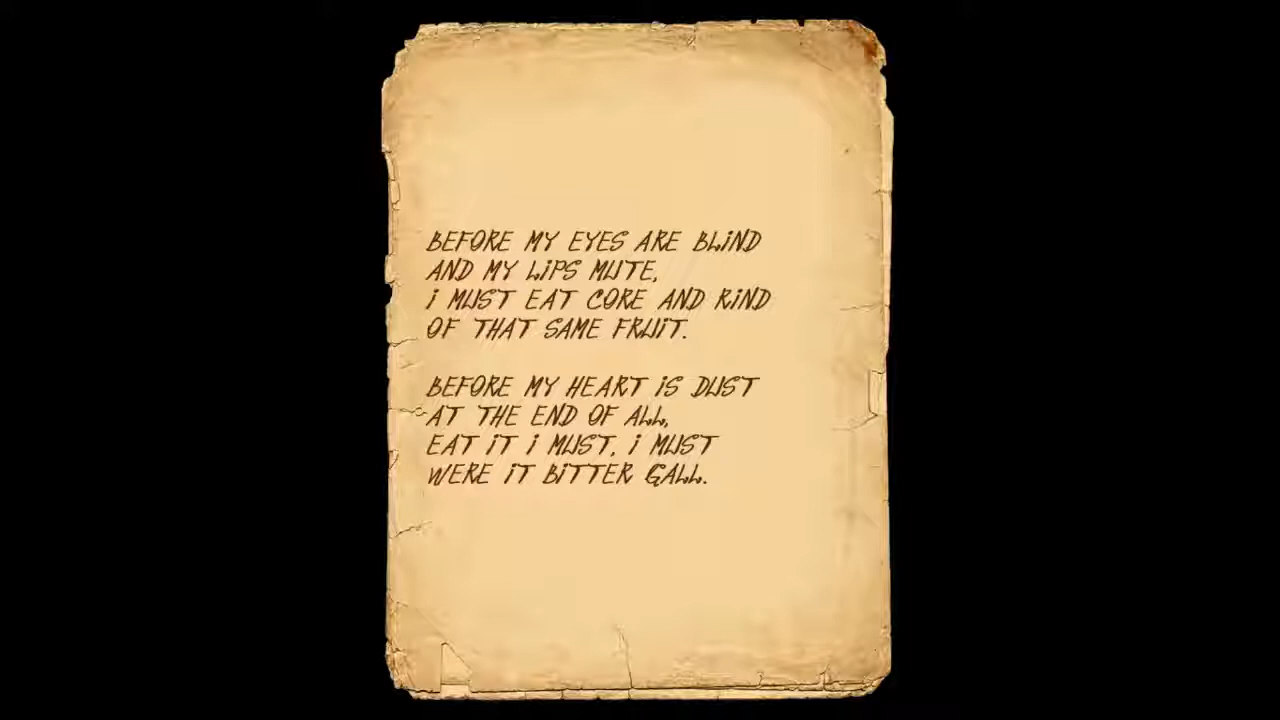 BEFORE MY EYES ARE BLIND
AND MY LIPS MUTE,
I MUST EAT CORE AND RIND
OF THAT SAME FRUIT.

BEFORE MY HEART IS DUST
AT THE END OF ALL,
EAT IT I MUST, I MUST
WERE IT BITTER GALL.